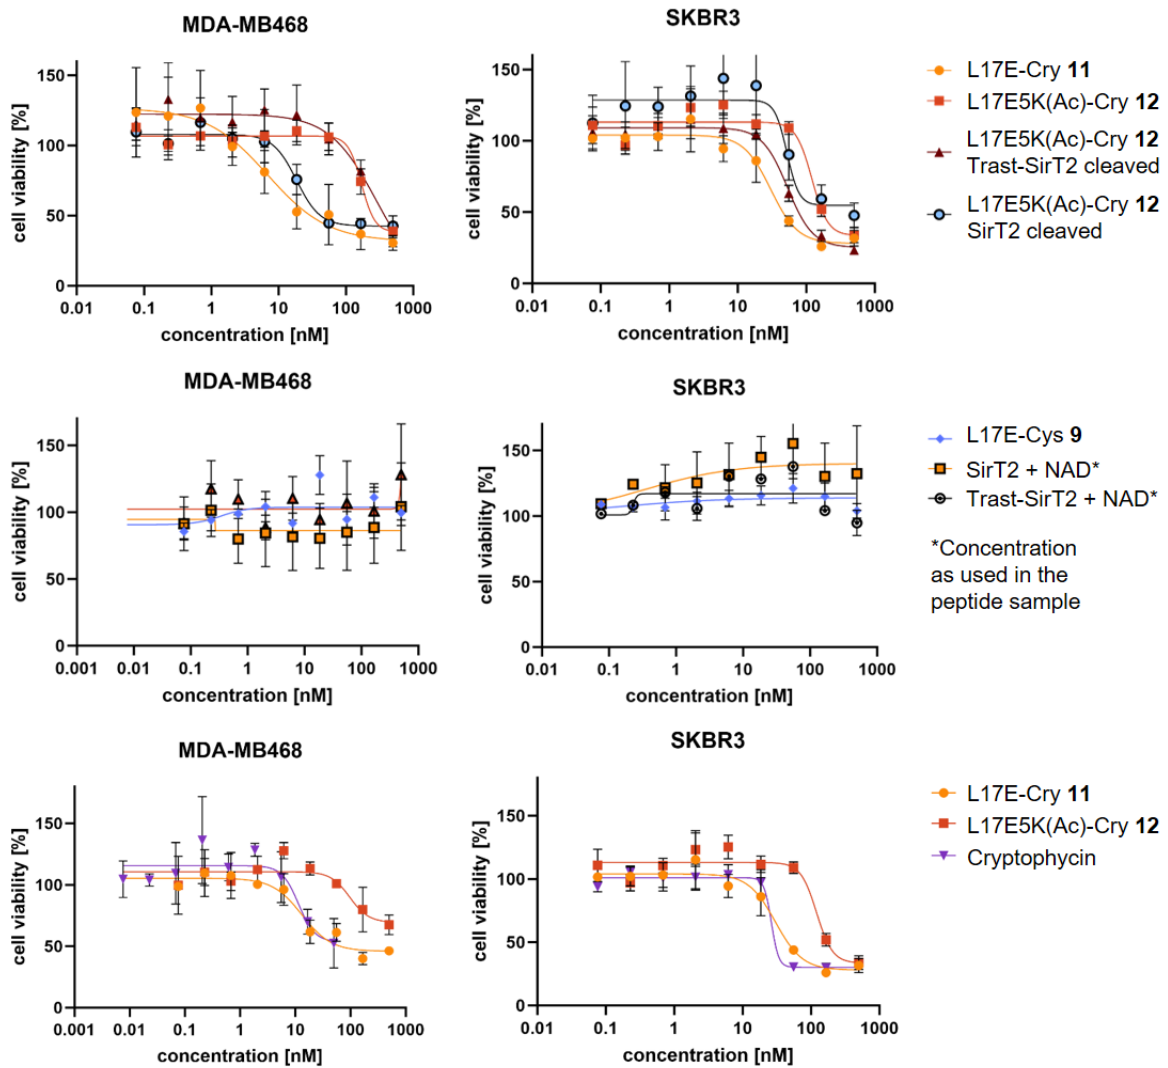 MDA-MB468
SKBR3
cell viability [%]
150
100
50
0
0.01
0.1
1
10
100
1000
concentration [nM]
cell viability [%]
150
100
50
0
0.01
0.1
1
10
100
1000
concentration [nM]
L17E-Cry 11
L17E5K(Ac)-Cry 12
L17E5K(Ac)-Cry 12
Trast-SirT2 cleaved
L17E5K(Ac)-Cry 12
SirT2 cleaved
MDA-MB468
SKBR3
cell viability [%]
150
100
50
0
0.001
0.01
0.1
1
10
100
1000
concentration [nM]
cell viability [%]
150
100
50
0
0.01
0.1
1
10
100
1000
concentration [nM]
L17E-Cys 9
SirT2 + NAD*
Trast-SirT2 + NAD*
*Concentration
as used in the
peptide sample
MDA-MB468
SKBR3
cell viability [%]
150
100
50
0
0.001
0.01
0.1
1
10
100
1000
concentration [nM]
cell viability [%]
150
100
50
0
0.01
0.1
1
10
100
1000
concentration [nM]
L17E-Cry 11
L17E5K(Ac)-Cry 12
Cryptophycin